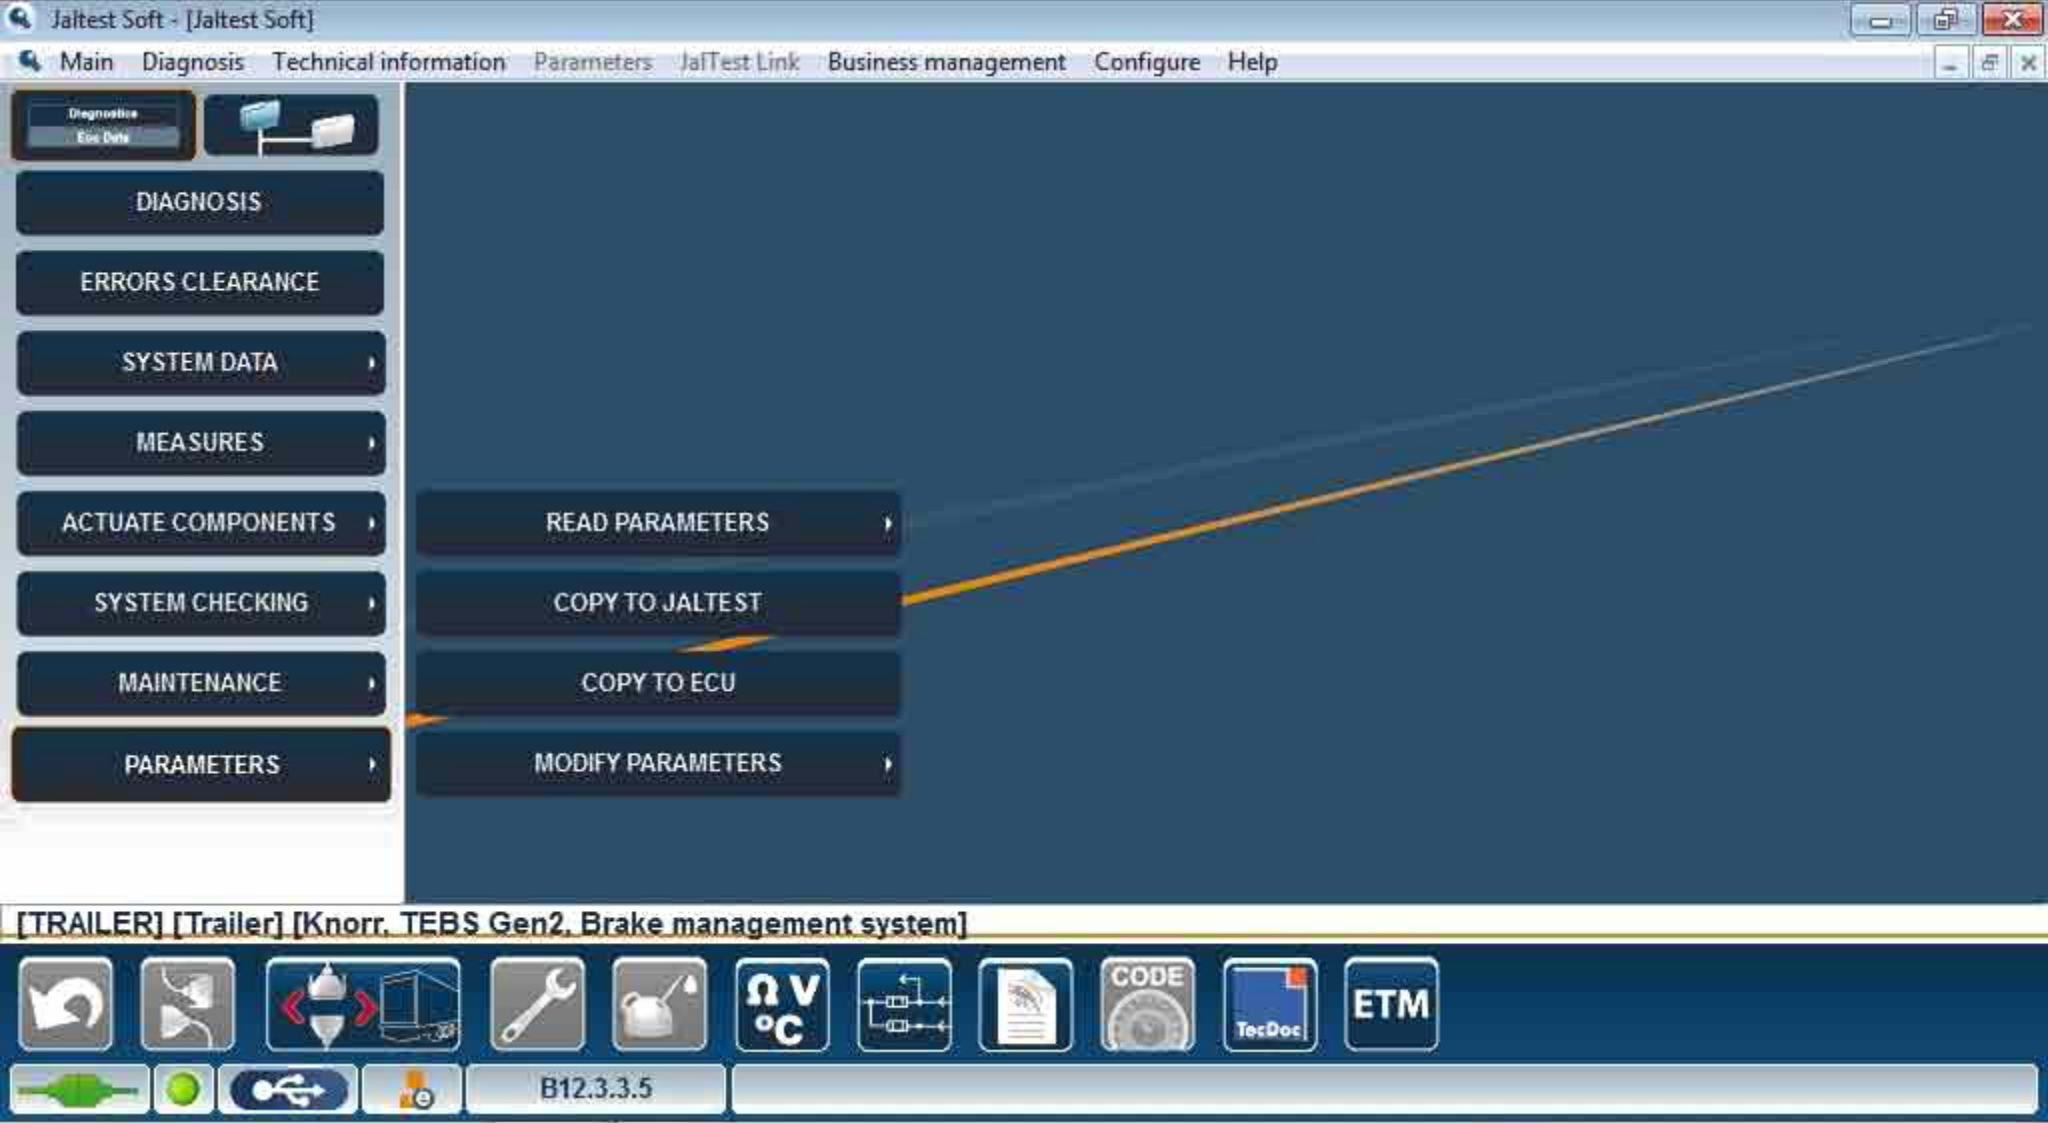 Jaltest Soft - [Jaltest Soft]
Main Diagnosis Technical information Parameters JalTest Link Business management Configure Help
Diagnostics
DIAGNOSIS
ERRORS CLEARANCE
SYSTEM DATA
MEASURES
ACTUATE COMPONENTS
READ PARAMETERS
SYSTEM CHECKING
COPY TO JALTEST
MAINTENANCE
COPY TO ECU
PARAMETERS
MODIFY PARAMETERS
[TRAILER] [Trailer] [Knorr, TEBS Gen2, Brake management system]
Ω V
°C
CODE
TecDoc
ETM
B12.3.3.5